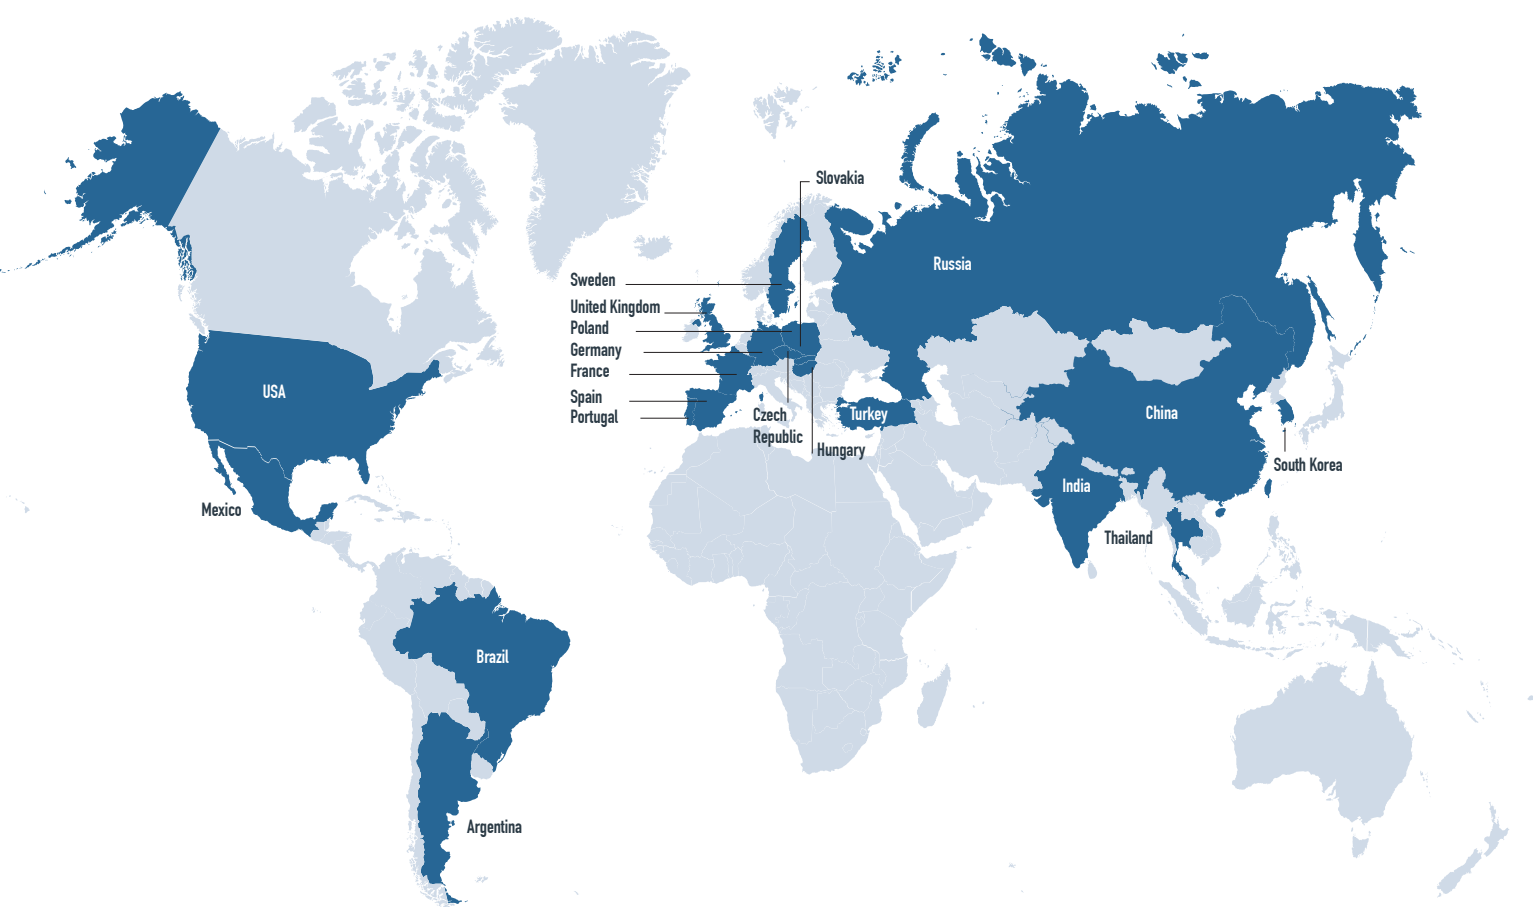 Slovakia
Russia
Sweden
United Kingdom
Poland
Germany
France
Spain
Portugal
USA
Czech
Republic
Hungary
Turkey
China
South Korea
India
Mexico
Thailand
Brazil
Argentina